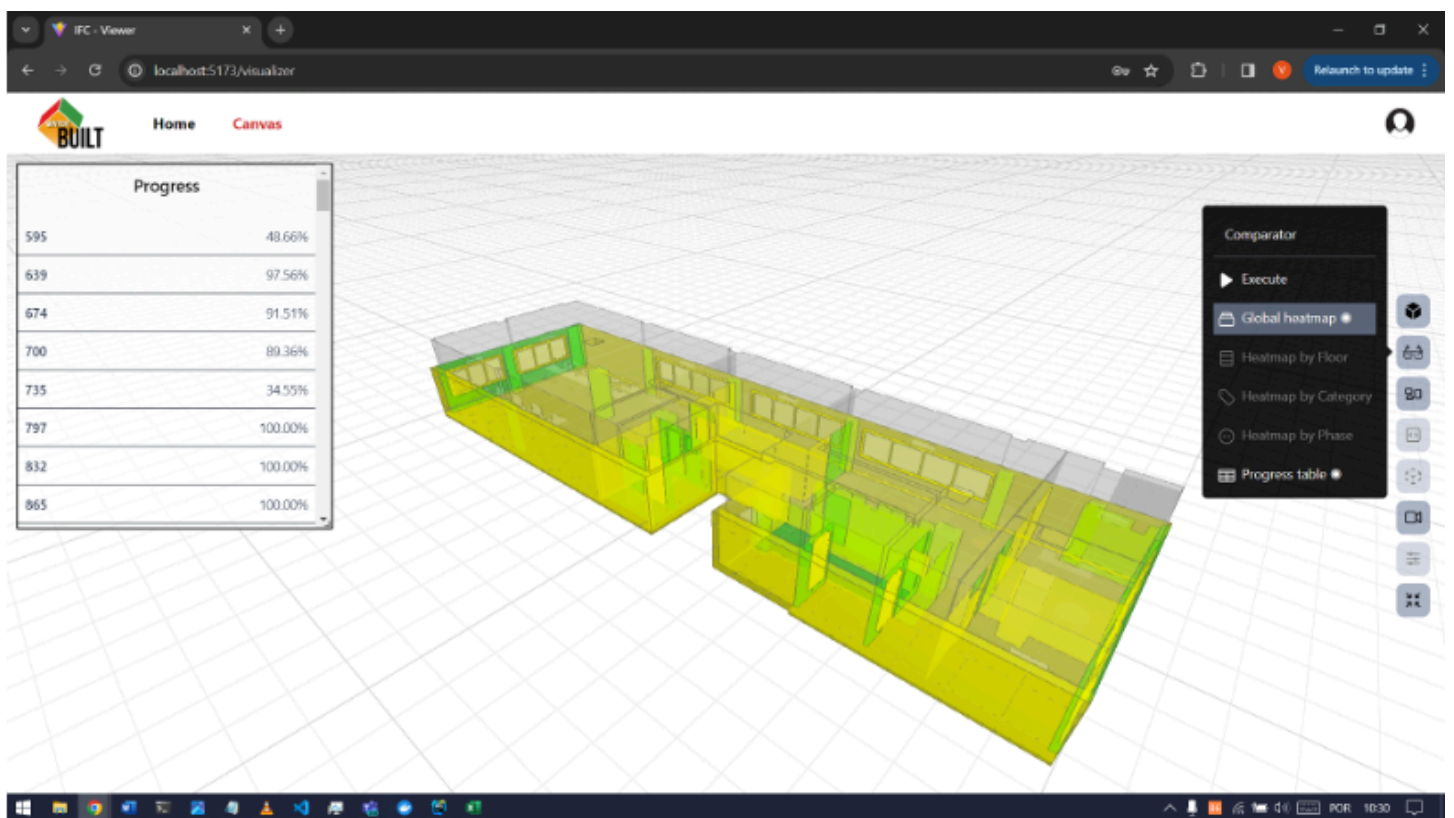 IFC - Viewer
localhost:5173/visualizer
Relaunch to update
BUILT
Home
Canvas
Progress
595 48.66%
639 97.56%
674 91.51%
700 89.36%
735 34.55%
797 100.00%
832 100.00%
865 100.00%
Comparator
Execute
Global heatmap
Heatmap by Floor
Heatmap by Category
Heatmap by Phase
Progress table
POR 10:30